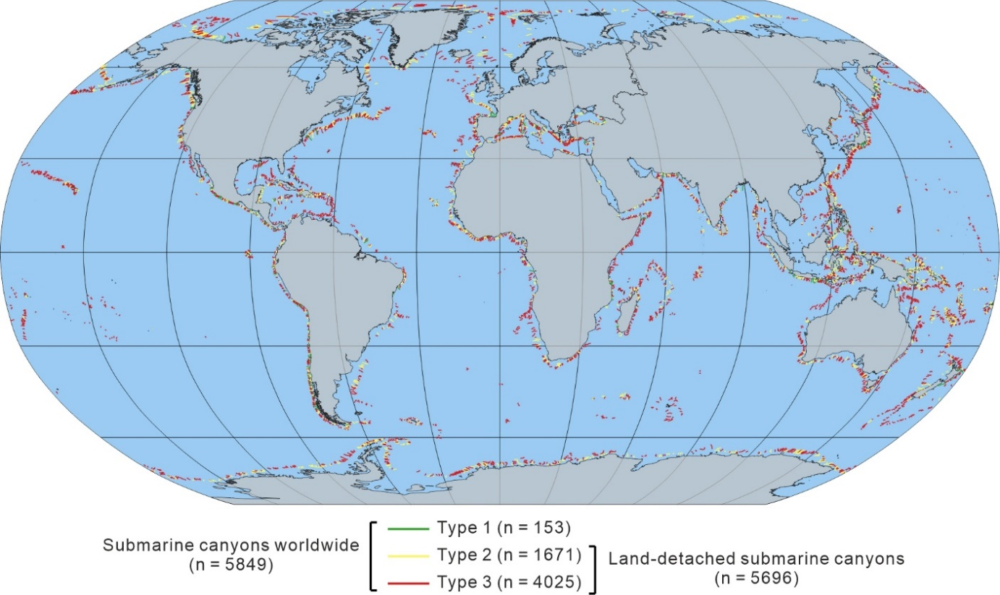 Submarine canyons worldwide
(n = 5849)
Type 1 (n = 153)
Type 2 (n = 1671)
Type 3 (n = 4025)
Land-detached submarine canyons
(n = 5696)